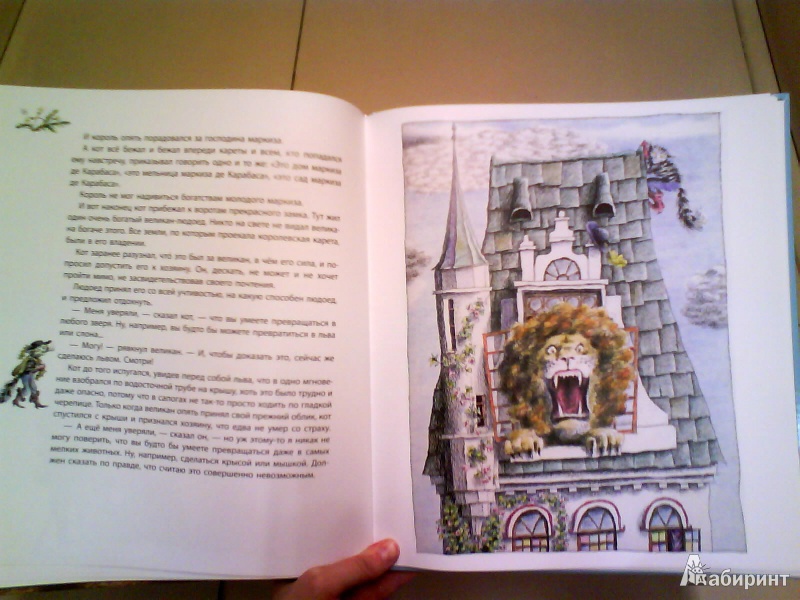 И король опять порадовался за господина маркиза.
А кот всё бежал и бежал впереди кареты и всем, кто попадался
ему навстречу, приказывал говорить одно и то же: «Это дом маркиза
де Карабаса», «это мельница маркиза де Карабаса», «это сад маркиза
де Карабаса».
Король не мог надивиться богатствам молодого маркиза.
И вот наконец кот прибежал к воротам прекрасного замка. Тут жил
один очень богатый великан-людоед. Никто на свете не видал велика-
на богаче этого. Все земли, по которым проехала королевская карета,
были в его владении.
Кот заранее разузнал, что это был за великан, в чём его сила, и по-
просил допустить его к хозяину. Он, дескать, не может и не хочет
пройти мимо, не засвидетельствовав своего почтения.
Людоед принял его со всей учтивостью, на какую способен людоед,
и предложил отдохнуть.
— Меня уверяли, — сказал кот, — что вы умеете превращаться в
любого зверя. Ну, например, вы будто бы можете превратиться в льва
или слона...
— Могу! — рявкнул великан. — И, чтобы доказать это, сейчас же
сделаюсь львом. Смотри!
Кот до того испугался, увидев перед собой льва, что в одно мгнове-
ние взобрался по водосточной трубе на крышу, хоть это было трудно и
даже опасно, потому что в сапогах не так-то просто ходить по гладкой
черепице. Только когда великан опять принял свой прежний облик, кот
спустился с крыши и признался хозяину, что едва не умер со страху.
— А ещё меня уверяли, — сказал он, — но уж этому-то я никак не
могу поверить, что вы будто бы умеете превращаться даже в самых
мелких животных. Ну, например, сделаться крысой или мышкой. Дол-
жен сказать по правде, что считаю это совершенно невозможным.
Лабиринт